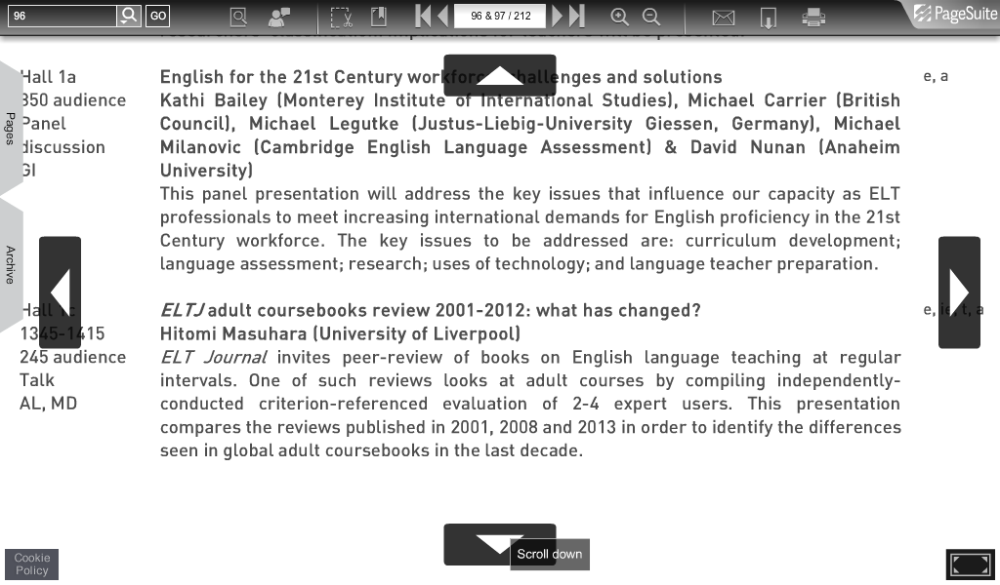 96
GO
96 & 97 / 212
PageSuite
Pages
Archive
Hall 1a
350 audience
Panel
discussion
GI
English for the 21st Century workforce: challenges and solutions
e, a
Kathi Bailey (Monterey Institute of International Studies), Michael Carrier (British
Council), Michael Legutke (Justus-Liebig-University Giessen, Germany), Michael
Milanovic (Cambridge English Language Assessment) & David Nunan (Anaheim
University)
This panel presentation will address the key issues that influence our capacity as ELT
professionals to meet increasing international demands for English proficiency in the 21st
Century workforce. The key issues to be addressed are: curriculum development;
language assessment; research; uses of technology; and language teacher preparation.
Hall 1c
1345-1415
245 audience
Talk
AL, MD
ELTJ adult coursebooks review 2001-2012: what has changed?
e, ie, t, a
Hitomi Masuhara (University of Liverpool)
ELT Journal invites peer-review of books on English language teaching at regular
intervals. One of such reviews looks at adult courses by compiling independently-
conducted criterion-referenced evaluation of 2-4 expert users. This presentation
compares the reviews published in 2001, 2008 and 2013 in order to identify the differences
seen in global adult coursebooks in the last decade.
Scroll down
Cookie
Policy